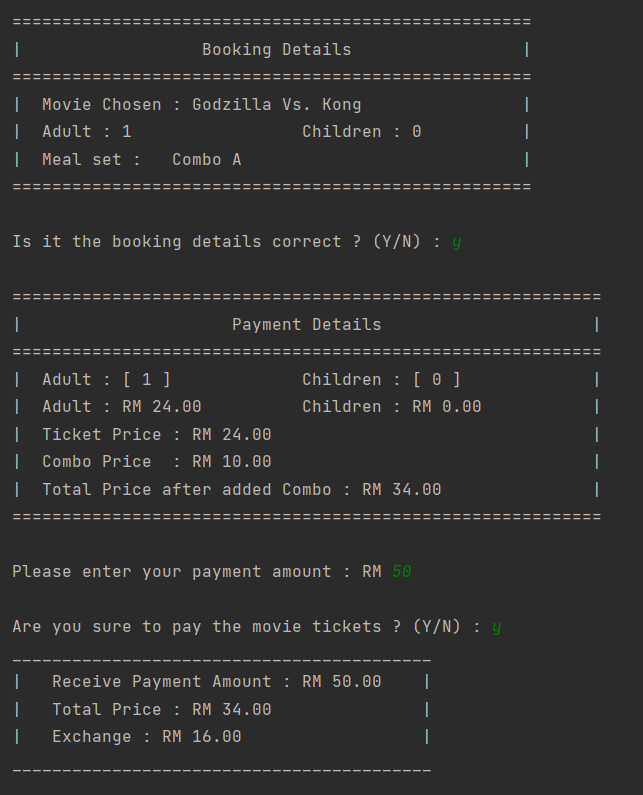 ====================================================
|                  Booking Details                 |
====================================================
|  Movie Chosen : Godzilla Vs. Kong                |
|  Adult : 1                 Children : 0          |
|  Meal set :   Combo A                            |
====================================================
Is it the booking details correct ? (Y/N) : y
===========================================================
|                     Payment Details                     |
===========================================================
|  Adult : [ 1 ]             Children : [ 0 ]             |
|  Adult : RM 24.00          Children : RM 0.00           |
|  Ticket Price : RM 24.00                                |
|  Combo Price  : RM 10.00                                |
|  Total Price after added Combo : RM 34.00               |
===========================================================
Please enter your payment amount : RM 50
Are you sure to pay the movie tickets ? (Y/N) : y
__________________________________________
|   Receive Payment Amount : RM 50.00    |
|   Total Price : RM 34.00               |
|   Exchange : RM 16.00                  |
__________________________________________